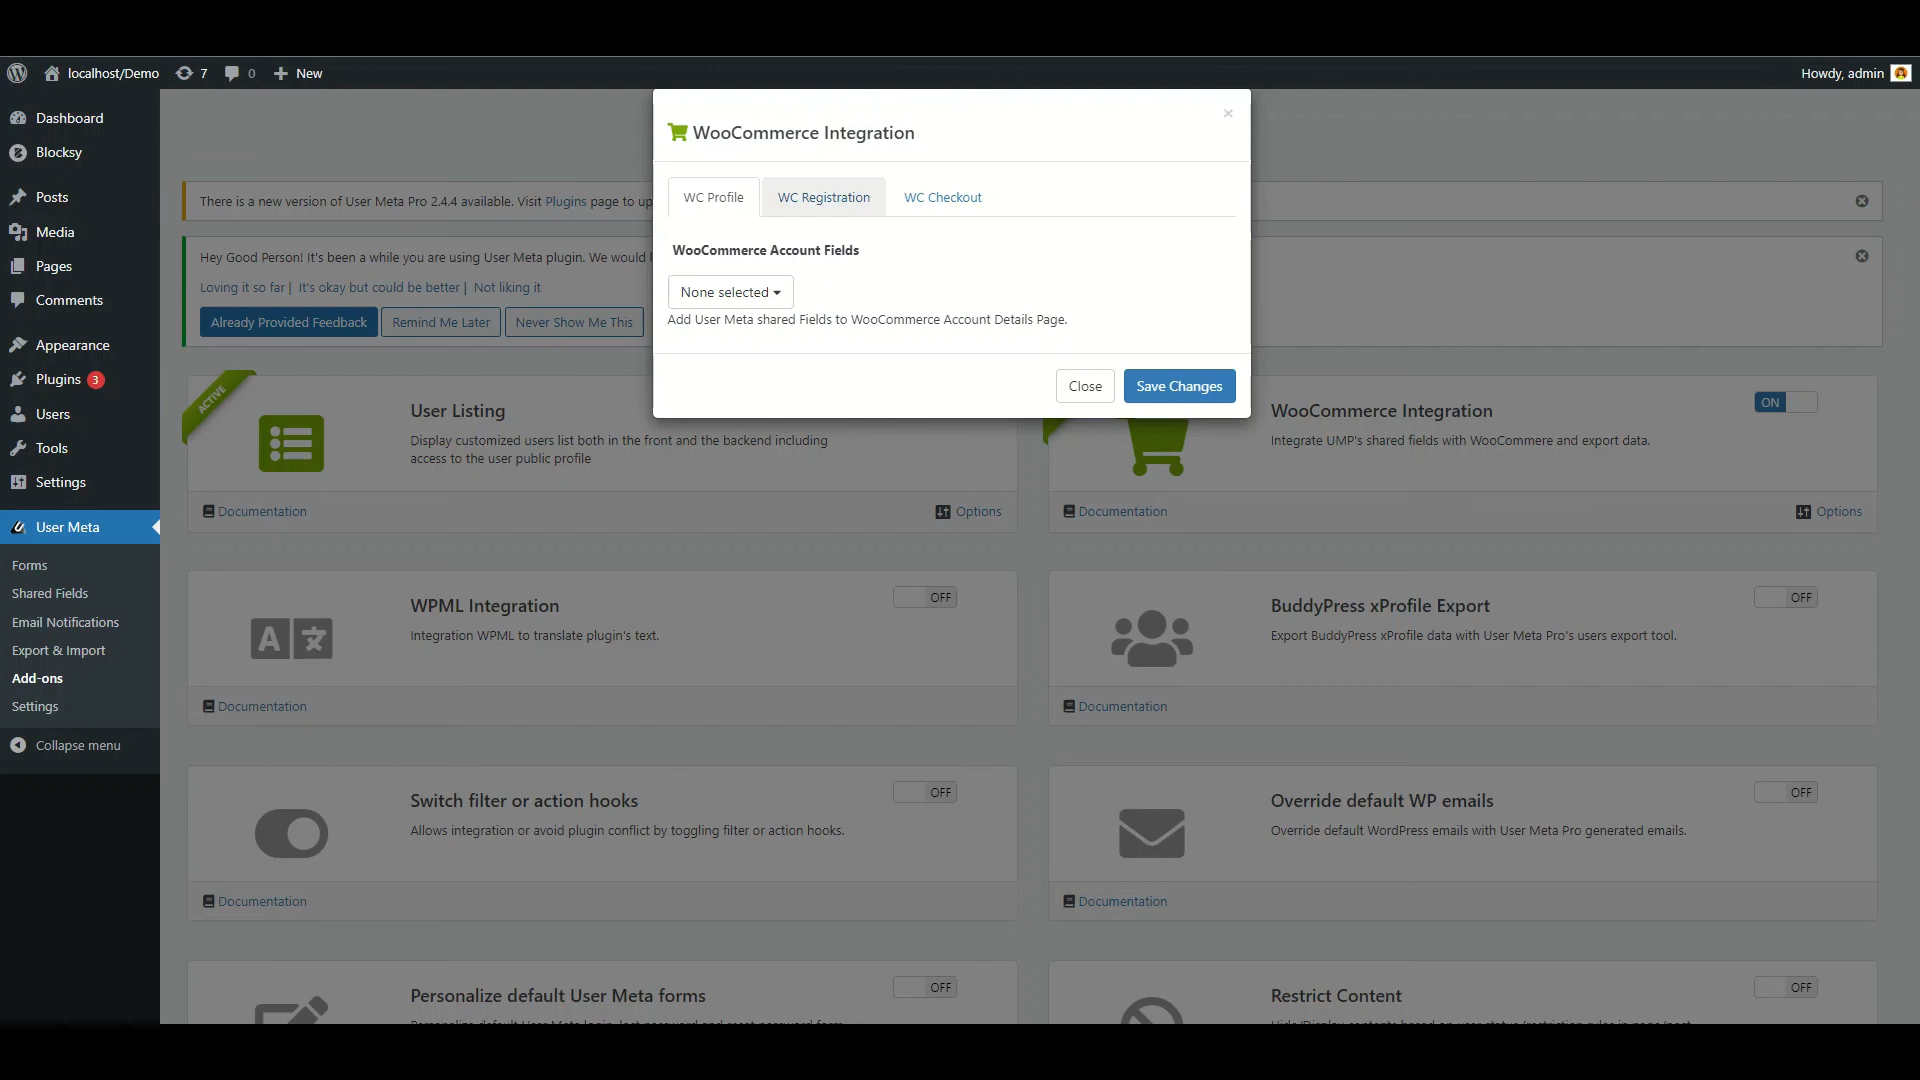 localhost/Demo
7
0
New
Howdy, admin
Dashboard
Blocksy
Posts
Media
Pages
Comments
Appearance
Plugins 3
Users
Tools
Settings
User Meta
Forms
Shared Fields
Email Notifications
Export & Import
Add-ons
Settings
Collapse menu
WooCommerce Integration
×
WC Profile
WC Registration
WC Checkout
WooCommerce Account Fields
None selected
Add User Meta shared Fields to WooCommerce Account Details Page.
Close
Save Changes
There is a new version of User Meta Pro 2.4.4 available. Visit Plugins page to up
Hey Good Person! It's been a while you are using User Meta plugin. We would l
Loving it so far | It's okay but could be better | Not liking it
Already Provided Feedback
Remind Me Later
Never Show Me This
ACTIVE
User Listing
Display customized users list both in the front and the backend including
access to the user public profile
Documentation
Options
WooCommerce Integration
ON
Integrate UMP's shared fields with WooCommere and export data.
Documentation
Options
WPML Integration
OFF
Integration WPML to translate plugin's text.
A
文
Documentation
BuddyPress xProfile Export
OFF
Export BuddyPress xProfile data with User Meta Pro's users export tool.
Documentation
Switch filter or action hooks
OFF
Allows integration or avoid plugin conflict by toggling filter or action hooks.
Documentation
Override default WP emails
OFF
Override default WordPress emails with User Meta Pro generated emails.
Documentation
Personalize default User Meta forms
OFF
Restrict Content
OFF